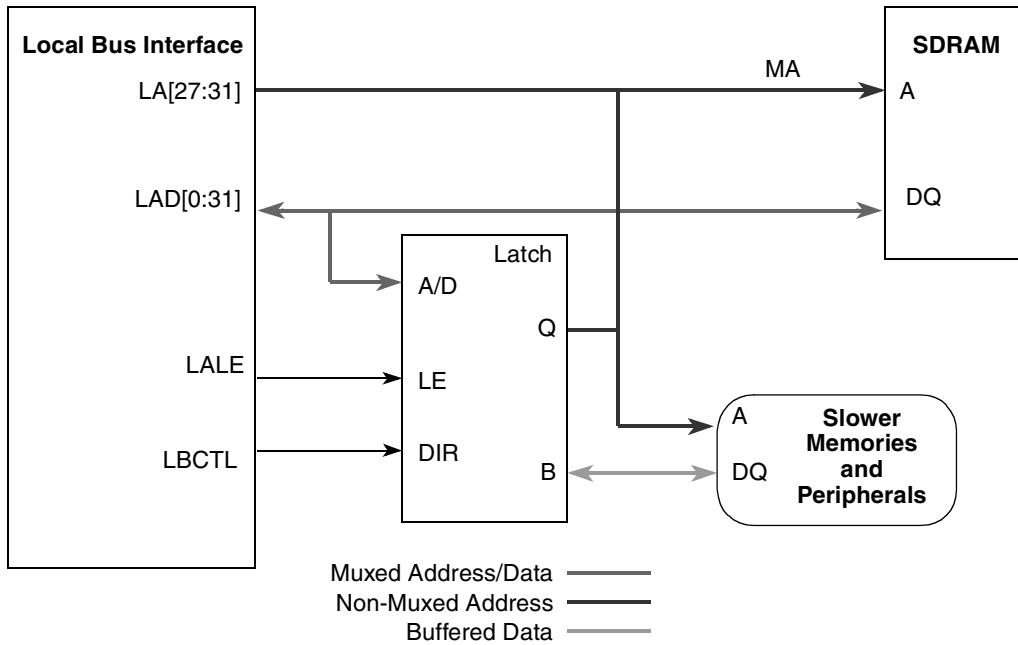 Local Bus Interface
LA[27:31]
LAD[0:31]
LALE
LBCTL
MA
SDRAM
A
DQ
Latch
A/D
Q
LE
DIR
B
A
DQ
Slower
Memories
and
Peripherals
Muxed Address/Data
Non-Muxed Address
Buffered Data